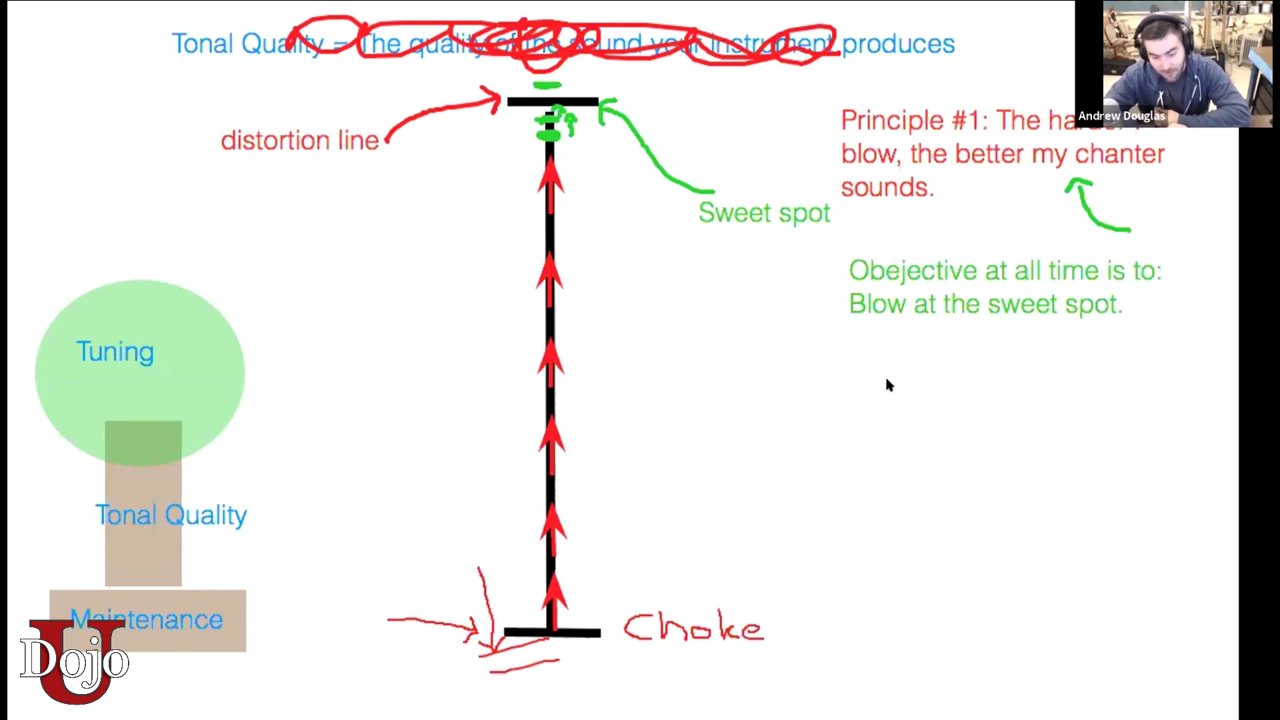 Tonal Quality – The quality of the sound your instrument produces
Andrew Douglas
Principle #1: The
blow, the better my chanter
sounds.
distortion line
Sweet spot
Obejective at all time is to:
Blow at the sweet spot.
Tuning
Tonal Quality
Maintenance
Choke
U
Dojo